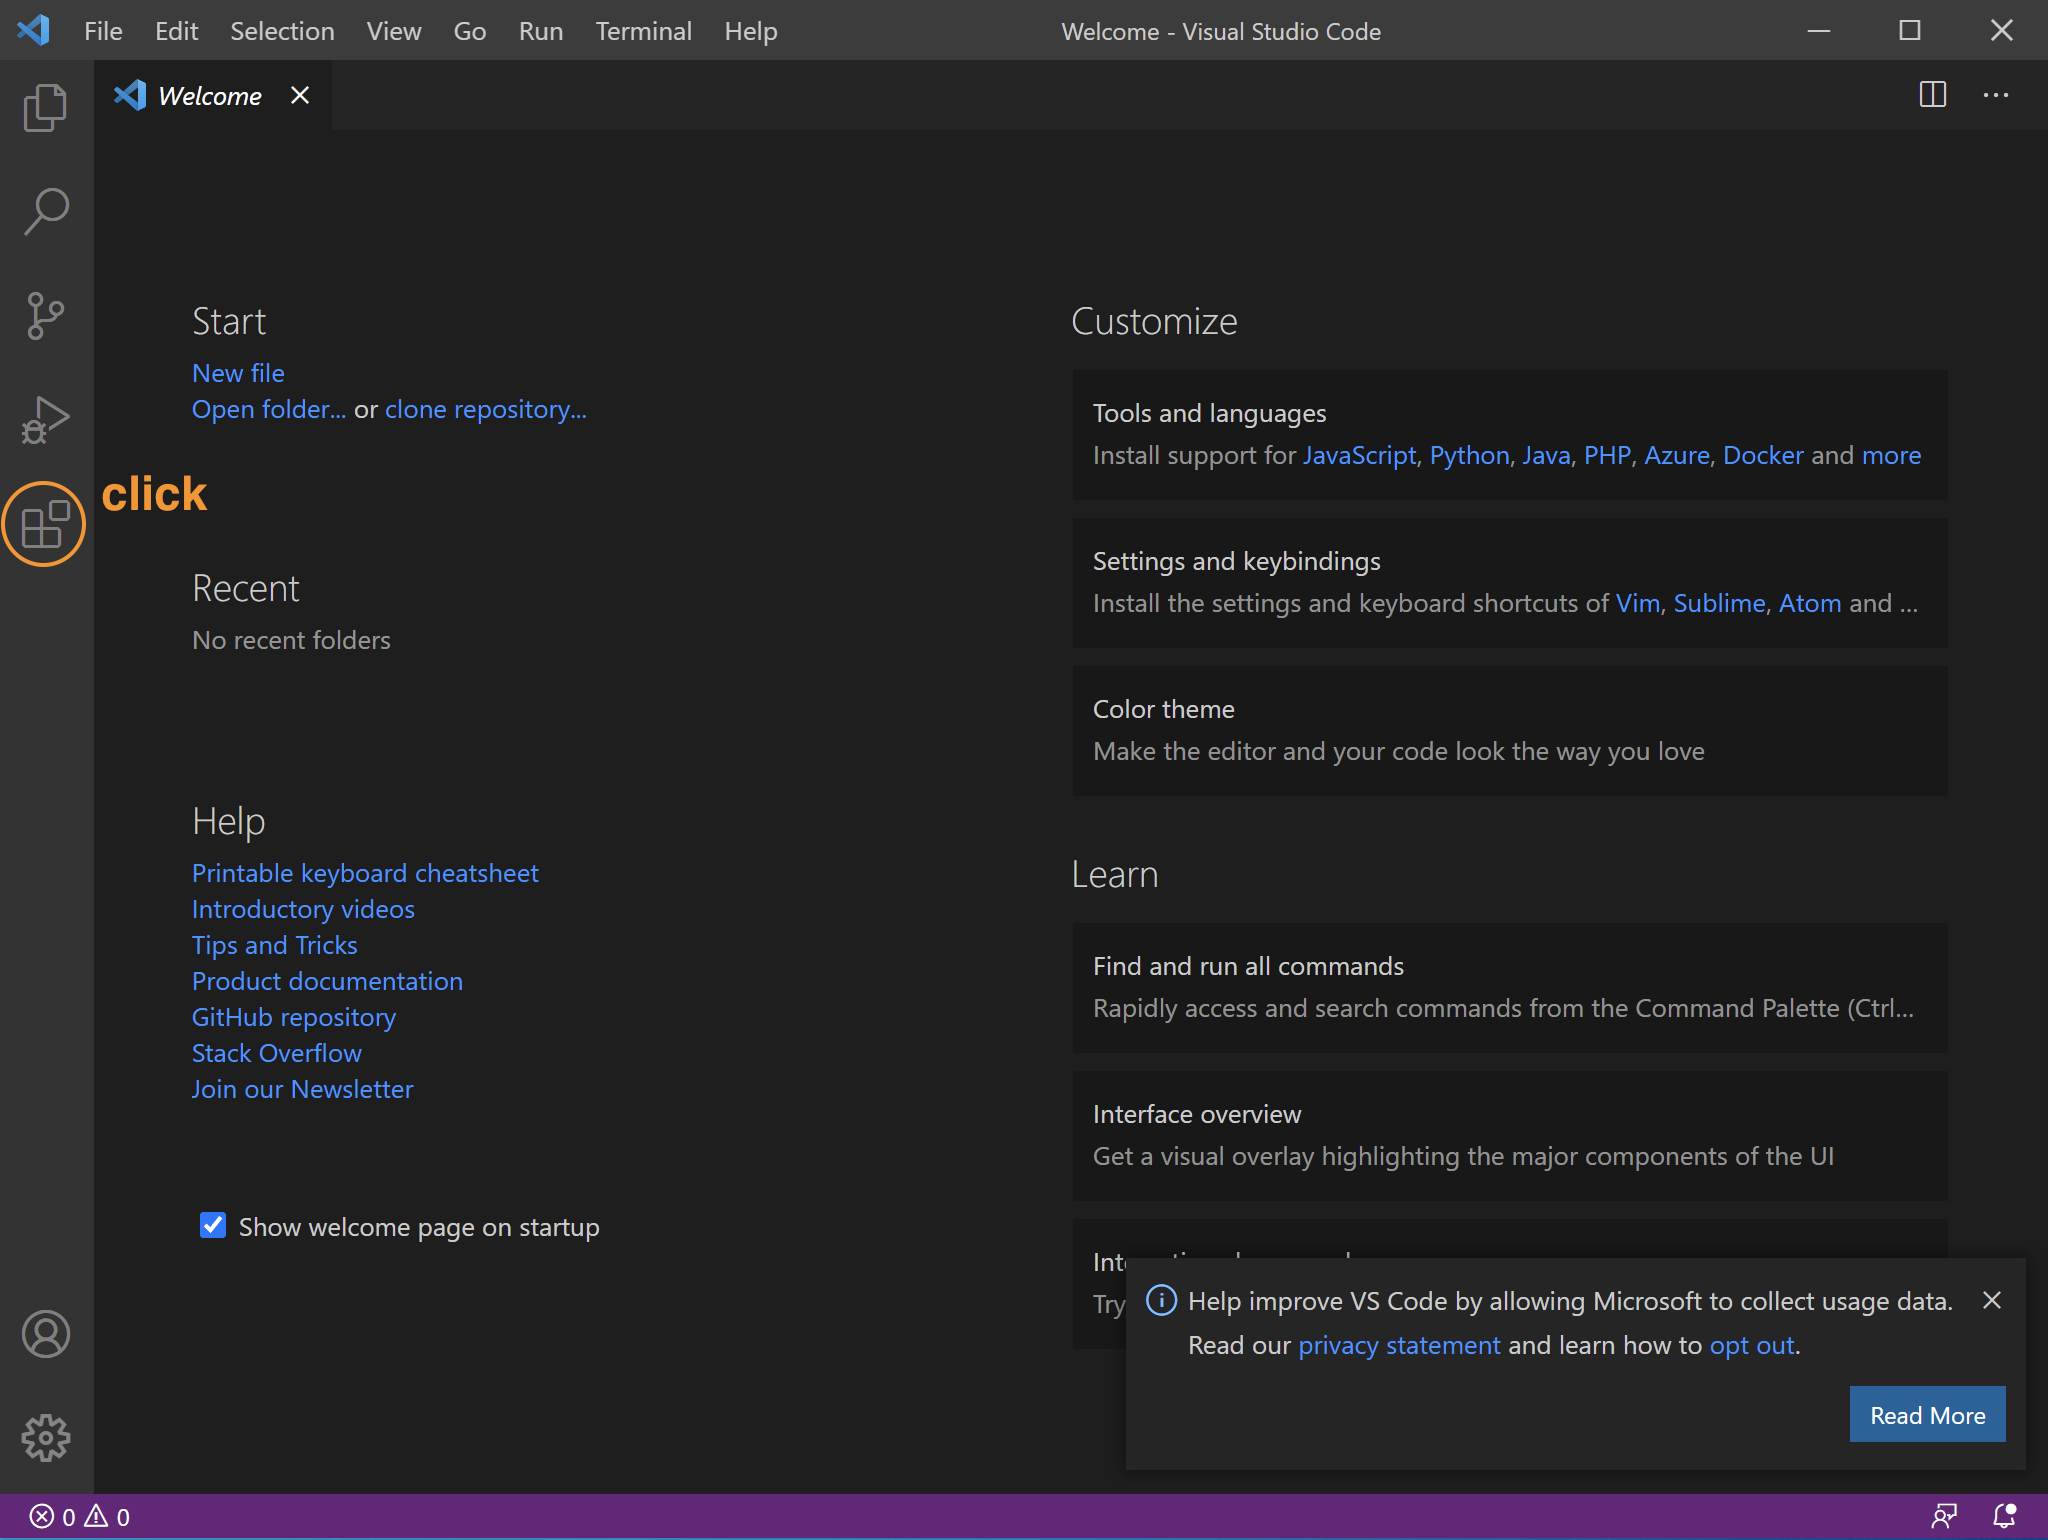 File Edit Selection View Go Run Terminal Help Welcome - Visual Studio Code
Welcome
Start
New file
Open folder... or clone repository...
click
Recent
No recent folders
Help
Printable keyboard cheatsheet
Introductory videos
Tips and Tricks
Product documentation
GitHub repository
Stack Overflow
Join our Newsletter
Show welcome page on startup
Customize
Tools and languages
Install support for JavaScript, Python, Java, PHP, Azure, Docker and more
Settings and keybindings
Install the settings and keyboard shortcuts of Vim, Sublime, Atom and ...
Color theme
Make the editor and your code look the way you love
Learn
Find and run all commands
Rapidly access and search commands from the Command Palette (Ctrl...
Interface overview
Get a visual overlay highlighting the major components of the UI
Try
Help improve VS Code by allowing Microsoft to collect usage data.
Read our privacy statement and learn how to opt out.
Read More
0 0